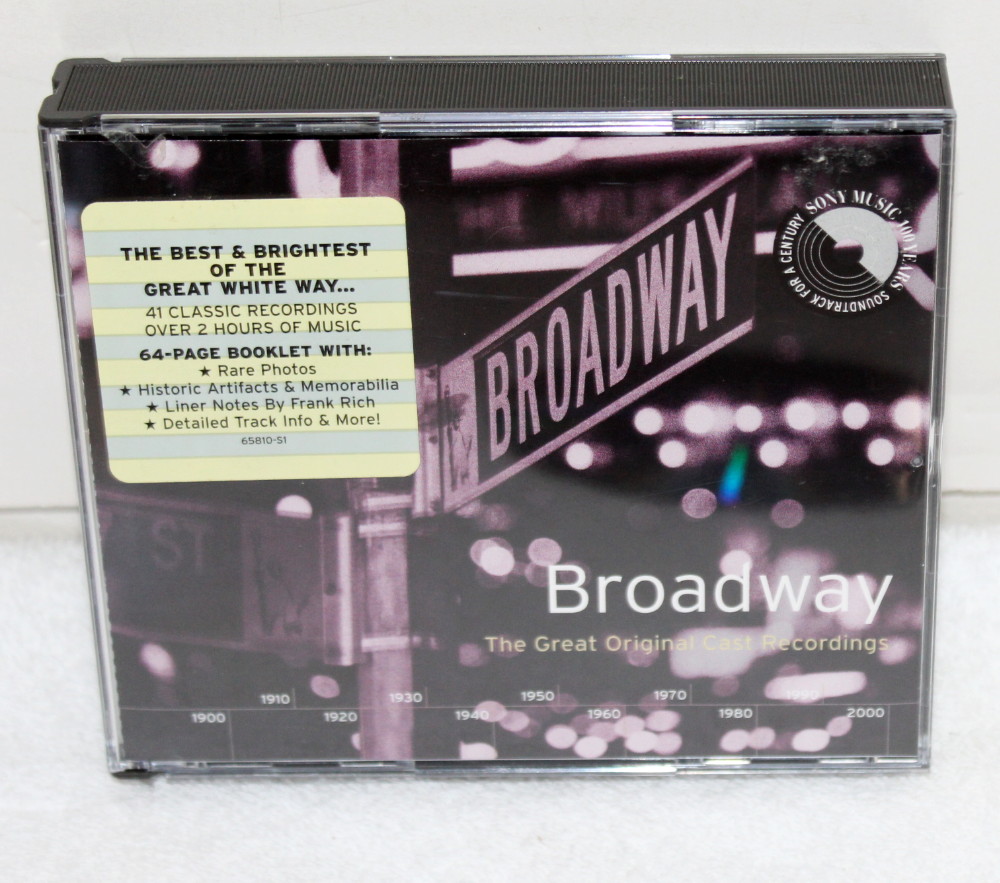 THE BEST & BRIGHTEST
OF THE
GREAT WHITE WAY...
41 CLASSIC RECORDINGS
OVER 2 HOURS OF MUSIC
64-PAGE BOOKLET WITH:
★ Rare Photos
★ Historic Artifacts & Memorabilia
★ Liner Notes By Frank Rich
★ Detailed Track Info & More!
65810-S1
SONY MUSIC 100 YEARS
SOUNDTRACK FOR A CENTURY
BROADWAY
ST
Broadway
The Great Original Cast Recordings
1910 1930 1950 1970 1990
1900 1920 1940 1960 1980 2000